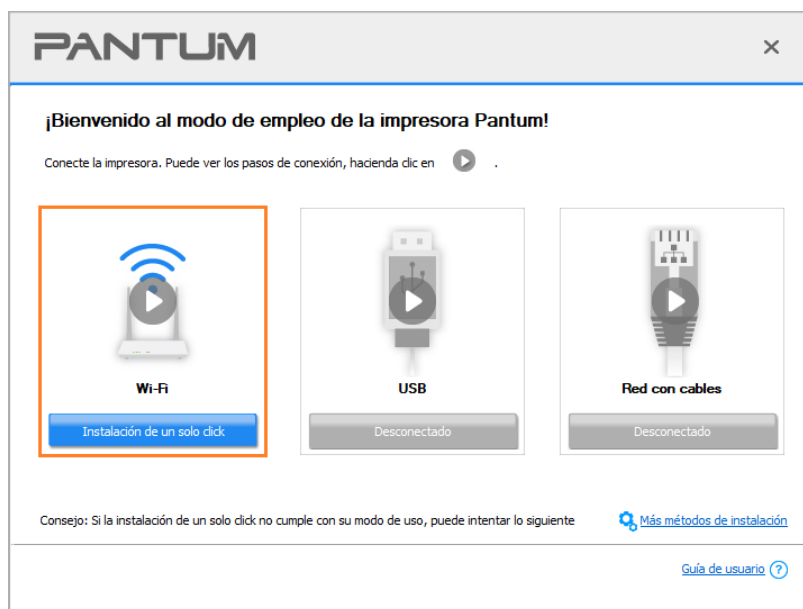 PANTUM
¡Bienvenido al modo de empleo de la impresora Pantum!
Conecte la impresora. Puede ver los pasos de conexión, hacienda clic en .
Wi-Fi
Instalación de un solo click
USB
Desconectado
Red con cables
Desconectado
Consejo: Si la instalación de un solo click no cumple con su modo de uso, puede intentar lo siguiente
Más métodos de instalación
Guía de usuario ?